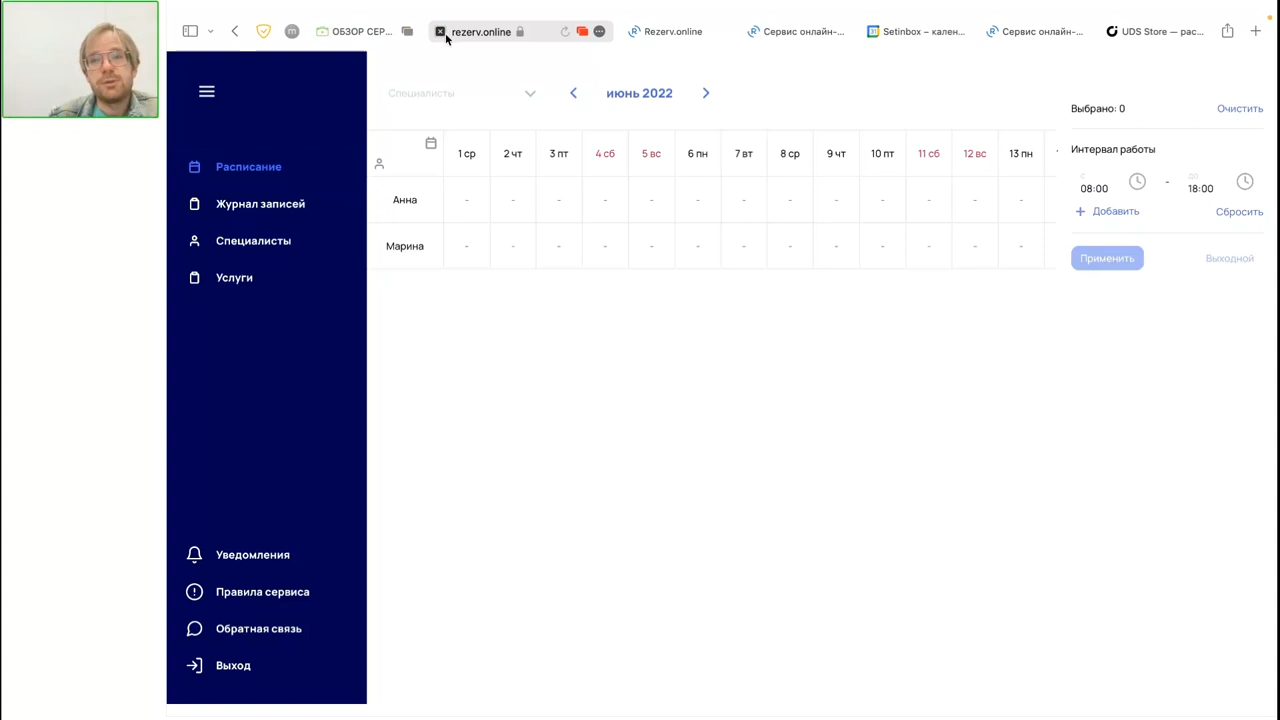 ОБЗОР СЕР...
rezerv.online
Rezerv.online
Сервис онлайн-...
Setinbox – кален...
Сервис онлайн-...
UDS Store — рас...
m
Специалисты
июнь 2022
Выбрано: 0
Очистить
1 ср
2 чт
3 пт
4 сб
5 вс
6 пн
7 вт
8 ср
9 чт
10 пт
11 сб
12 вс
13 пн
Анна
- - - - - - - - - - - - -
Марина
- - - - - - - - - - - - -
Интервал работы
с
08:00
-
до
18:00
+ Добавить
Сбросить
Применить
Выходной
Расписание
Журнал записей
Специалисты
Услуги
Уведомления
Правила сервиса
Обратная связь
Выход